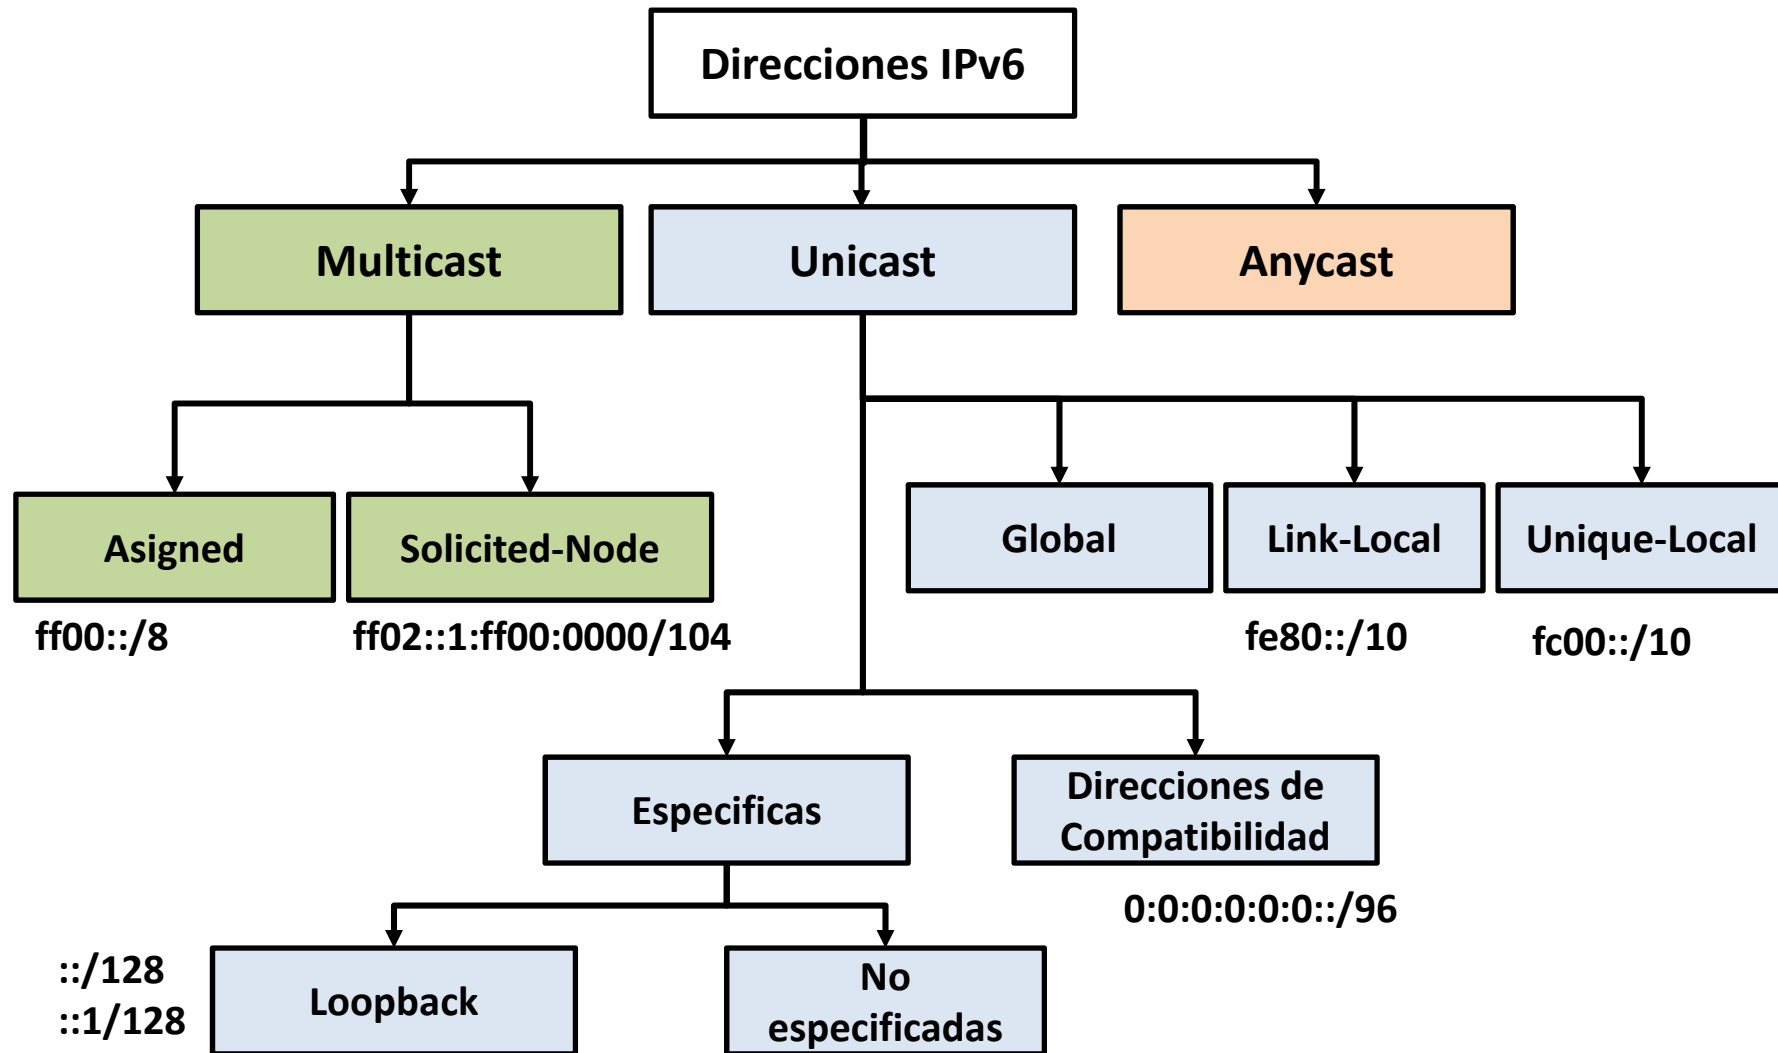 Direcciones IPv6
Multicast
Unicast
Anycast
Asigned
Solicited-Node
Global
Link-Local
Unique-Local
ff00::/8
ff02::1:ff00:0000/104
fe80::/10
fc00::/10
Especificas
Direcciones de
Compatibilidad
0:0:0:0:0:0::/96
::/128
::1/128
Loopback
No
especificadas